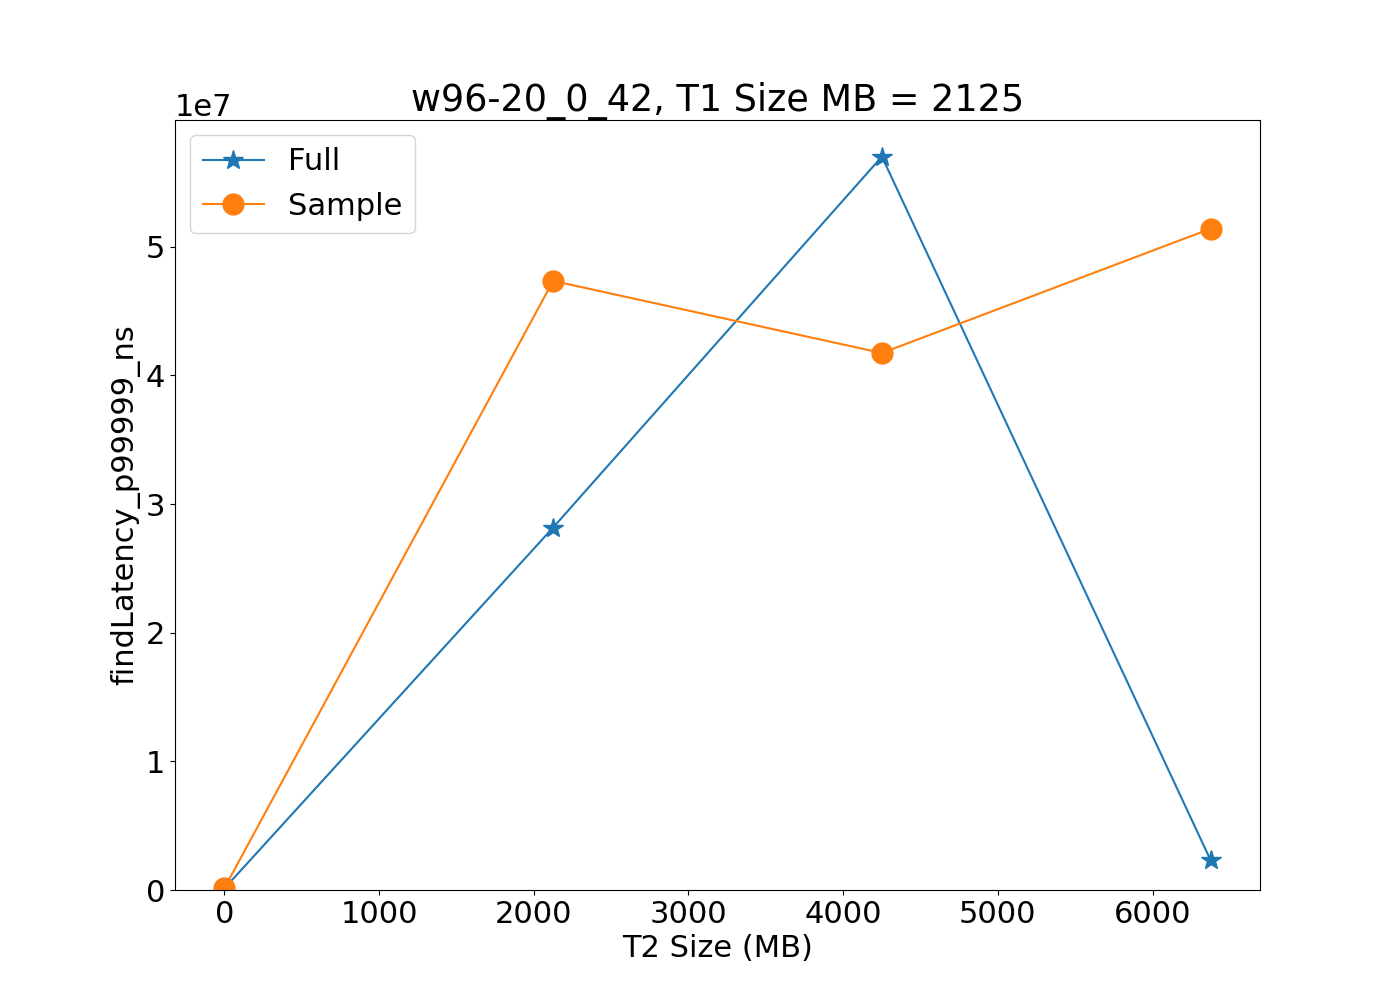 w96-20_0_42, T1 Size MB = 2125
1e7
Full
Sample
5
4
3
2
1
0
findLatency_p99999_ns
0 1000 2000 3000 4000 5000 6000
T2 Size (MB)